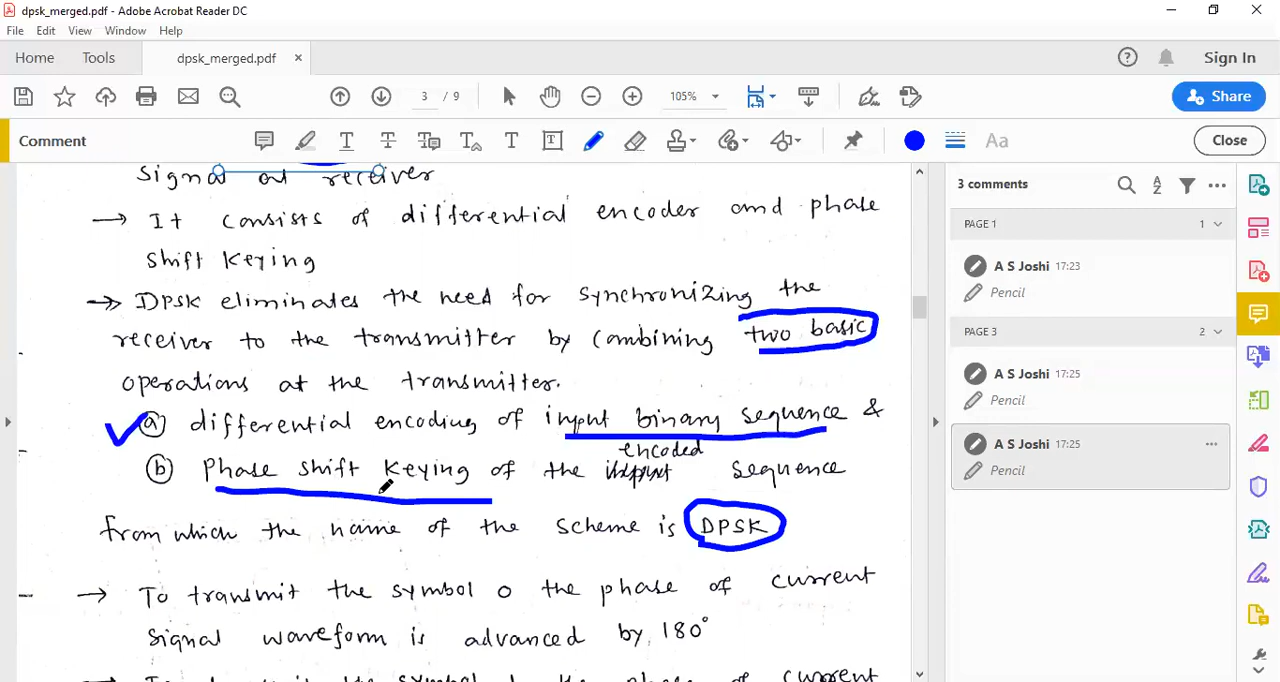 dpsk_merged.pdf - Adobe Acrobat Reader DC
File Edit View Window Help
Home Tools dpsk_merged.pdf × Sign In
3 / 9 105% Share
Comment Aa Close
3 comments
PAGE 1 1
A S Joshi 17:23
Pencil
PAGE 3 2
A S Joshi 17:25
Pencil
A S Joshi 17:25
Pencil
Signal at receiver
→ It consists of differential encoder and phase
shift keying
→ DPSK eliminates the need for synchronizing the
receiver to the transmitter by combining two basic
operations at the transmitter.
(a) differential encoding of input binary sequence &
encoded
(b) Phase shift keying of the sequence
from which the name of the scheme is DPSK
→ To transmit the symbol 0 the phase of current
signal waveform is advanced by 180°
the phase of current